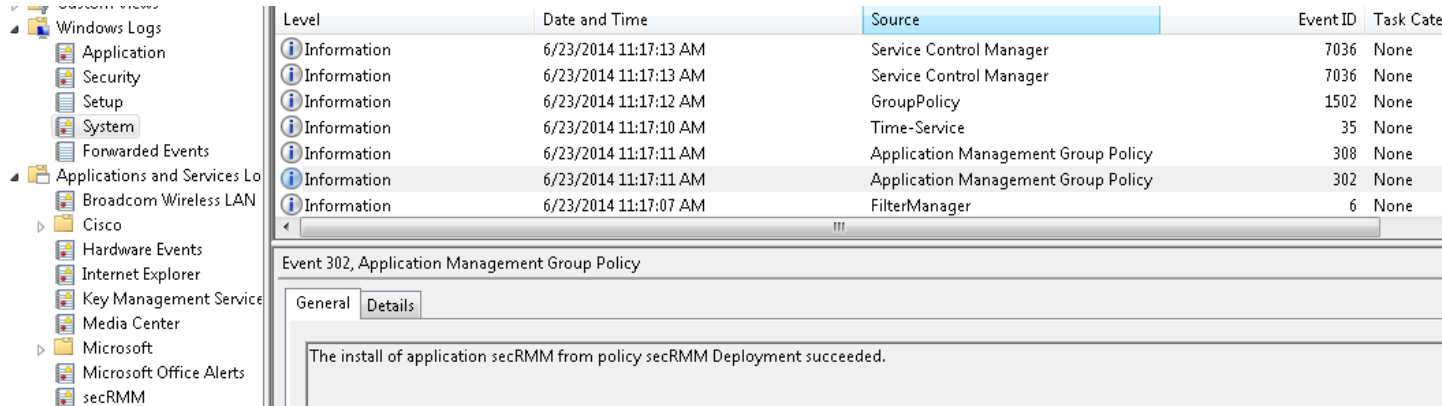 Custom Views
Windows Logs
Application
Security
Setup
System
Forwarded Events
Applications and Services Lo
Broadcom Wireless LAN
Cisco
Hardware Events
Internet Explorer
Key Management Service
Media Center
Microsoft
Microsoft Office Alerts
secRMM
Level Date and Time Source Event ID Task Cate
Information 6/23/2014 11:17:13 AM Service Control Manager 7036 None
Information 6/23/2014 11:17:13 AM Service Control Manager 7036 None
Information 6/23/2014 11:17:12 AM GroupPolicy 1502 None
Information 6/23/2014 11:17:10 AM Time-Service 35 None
Information 6/23/2014 11:17:11 AM Application Management Group Policy 308 None
Information 6/23/2014 11:17:11 AM Application Management Group Policy 302 None
Information 6/23/2014 11:17:07 AM FilterManager 6 None
Event 302, Application Management Group Policy
General Details
The install of application secRMM from policy secRMM Deployment succeeded.